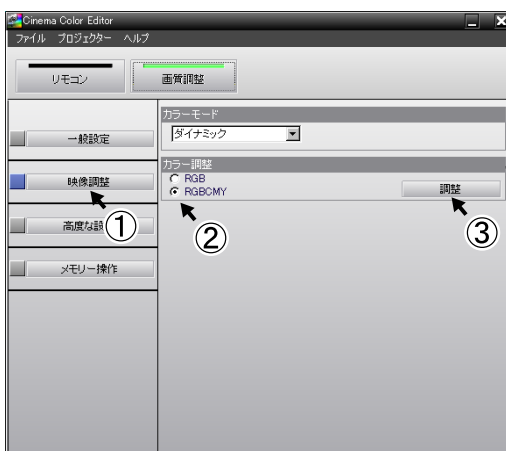 Cinema Color Editor
ファイル プロジェクター ヘルプ
リモコン
画質調整
一般設定
映像調整
①
高度な設
メモリー操作
カラーモード
ダイナミック
カラー調整
RGB
RGBCMY
②
調整
③